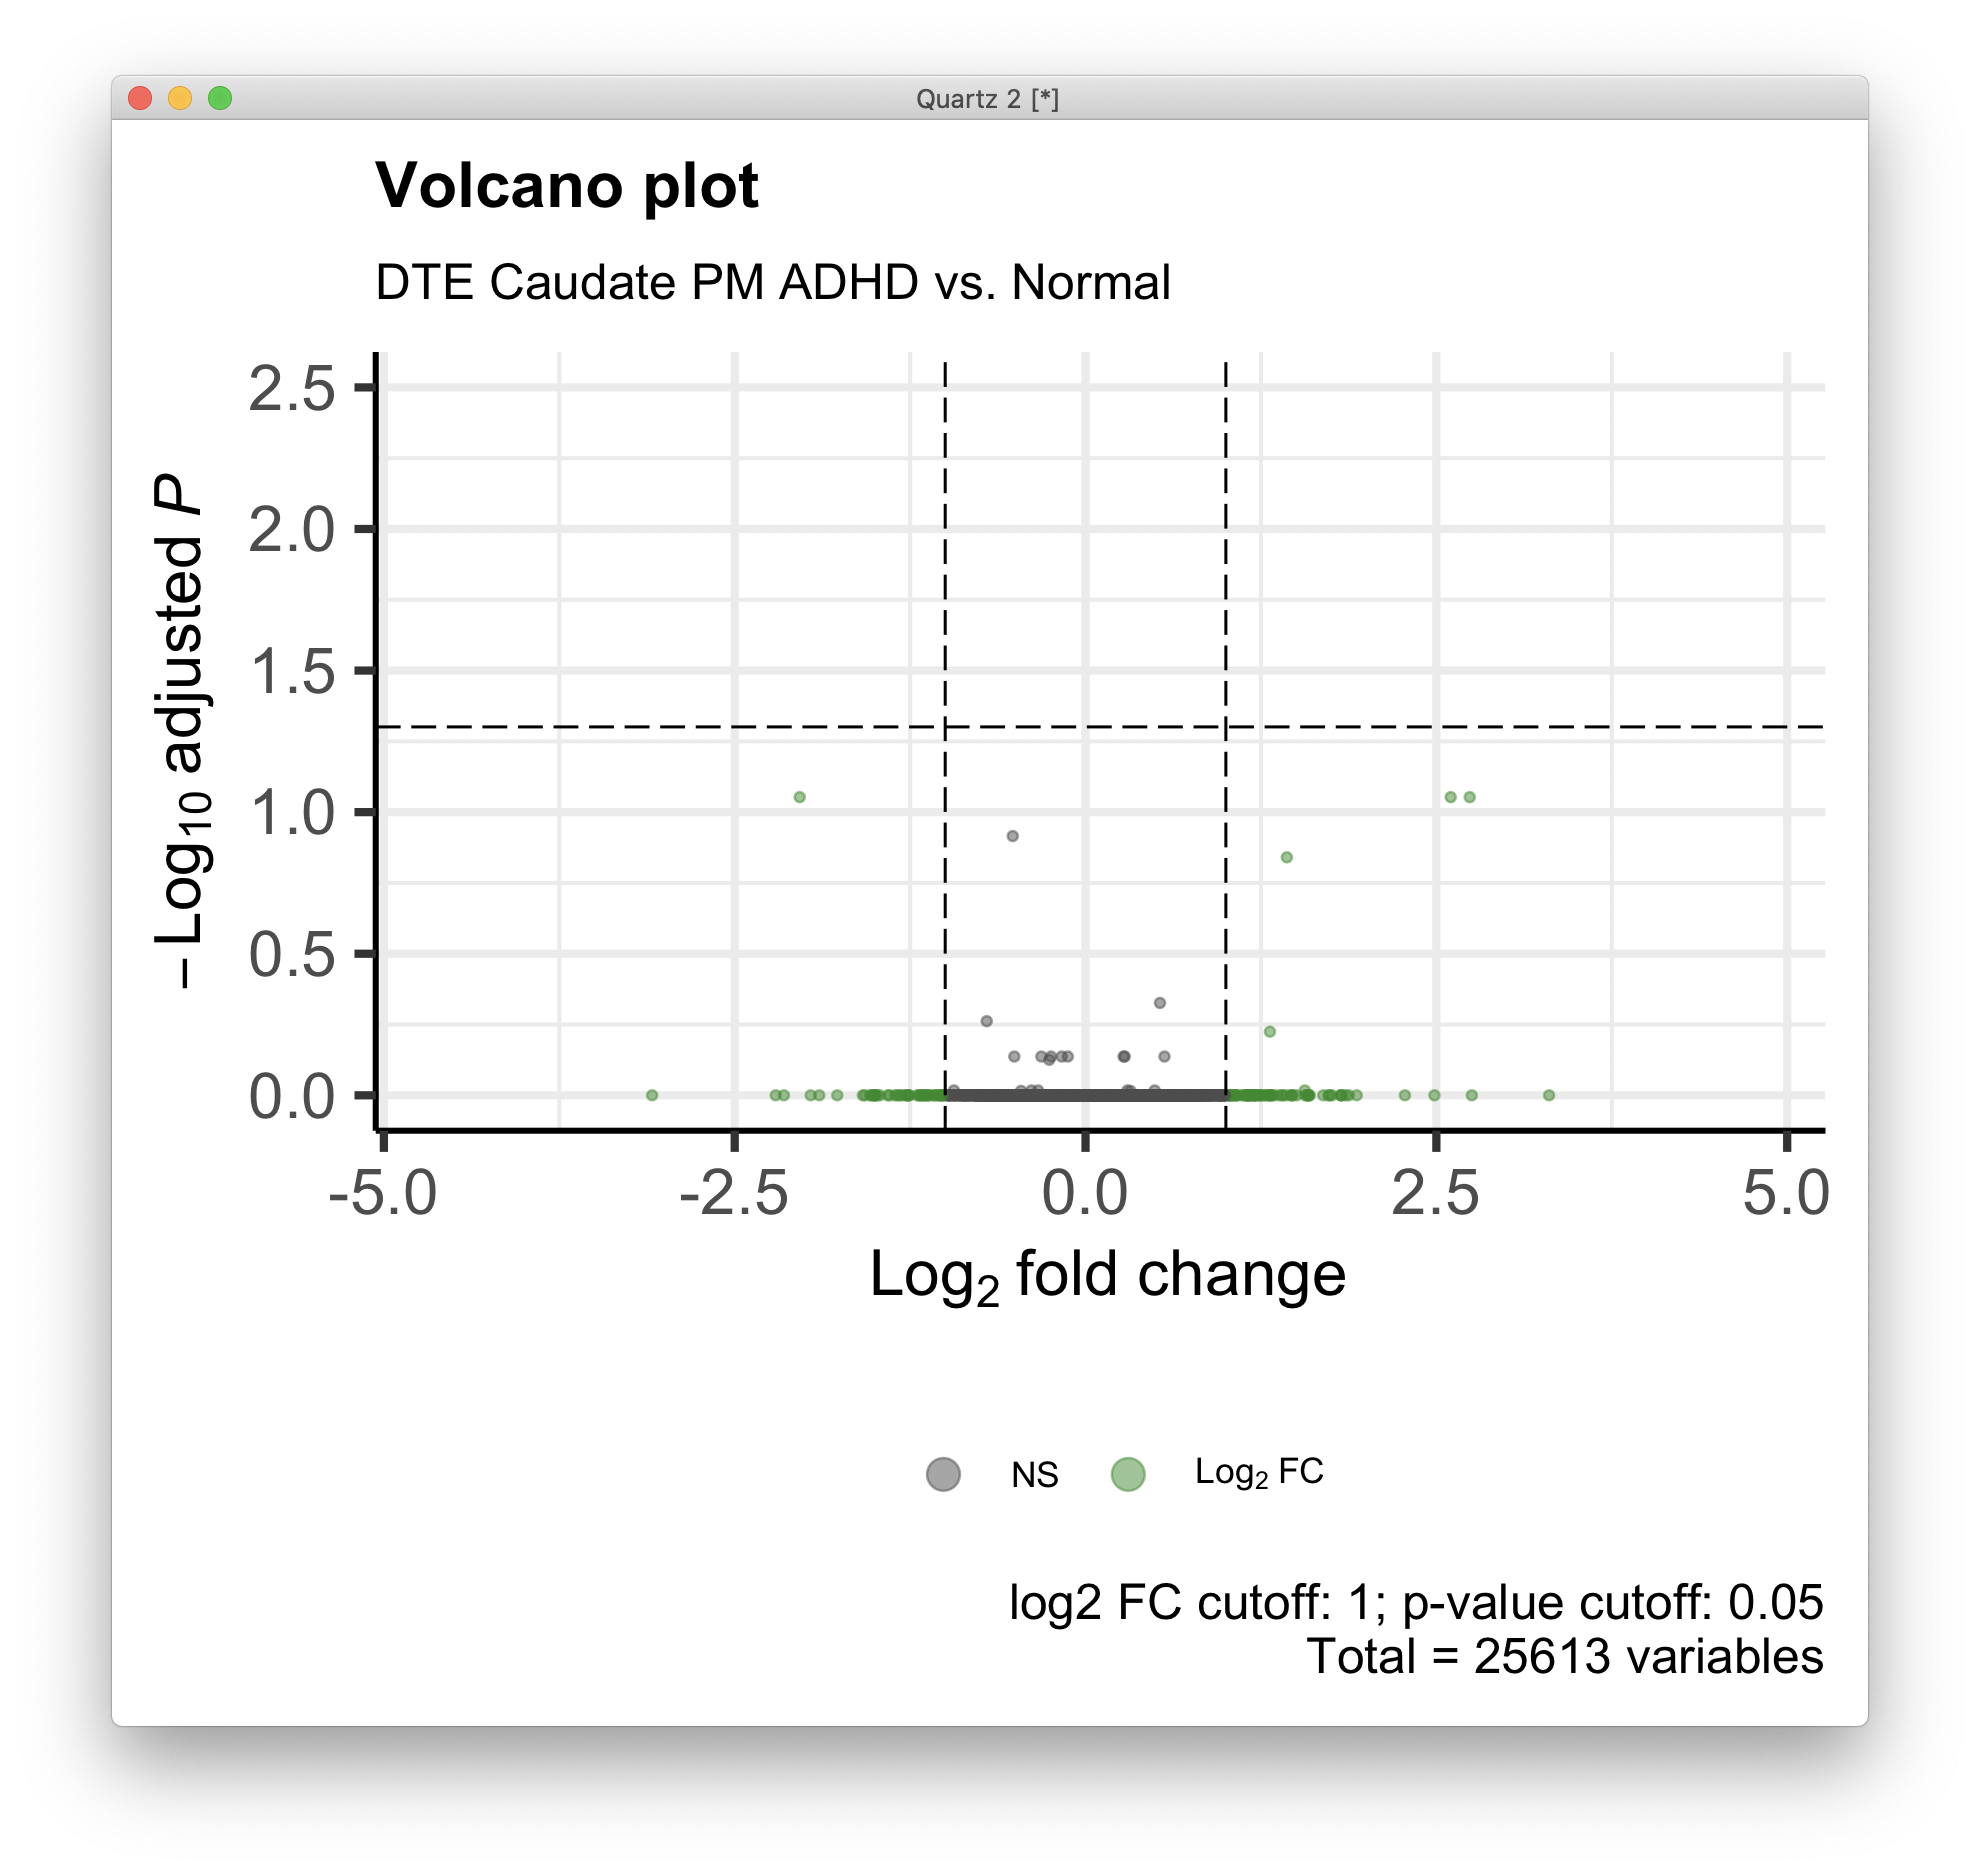 Quartz 2 [*]
Volcano plot
DTE Caudate PM ADHD vs. Normal
2.5
2.0
1.5
1.0
0.5
0.0
– Log₁₀ adjusted P
-5.0 -2.5 0.0 2.5 5.0
Log₂ fold change
NS Log₂ FC
log2 FC cutoff: 1; p-value cutoff: 0.05
Total = 25613 variables